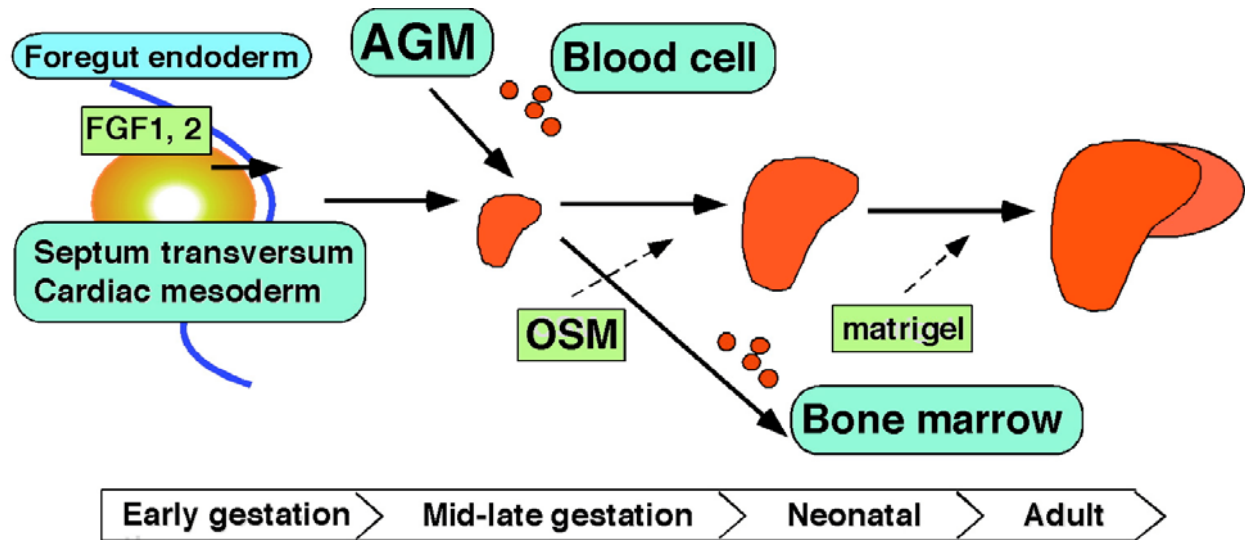 Foregut endoderm
FGF1, 2
Septum transversum
Cardiac mesoderm
AGM
Blood cell
OSM
matrigel
Bone marrow
Early gestation
Mid-late gestation
Neonatal
Adult